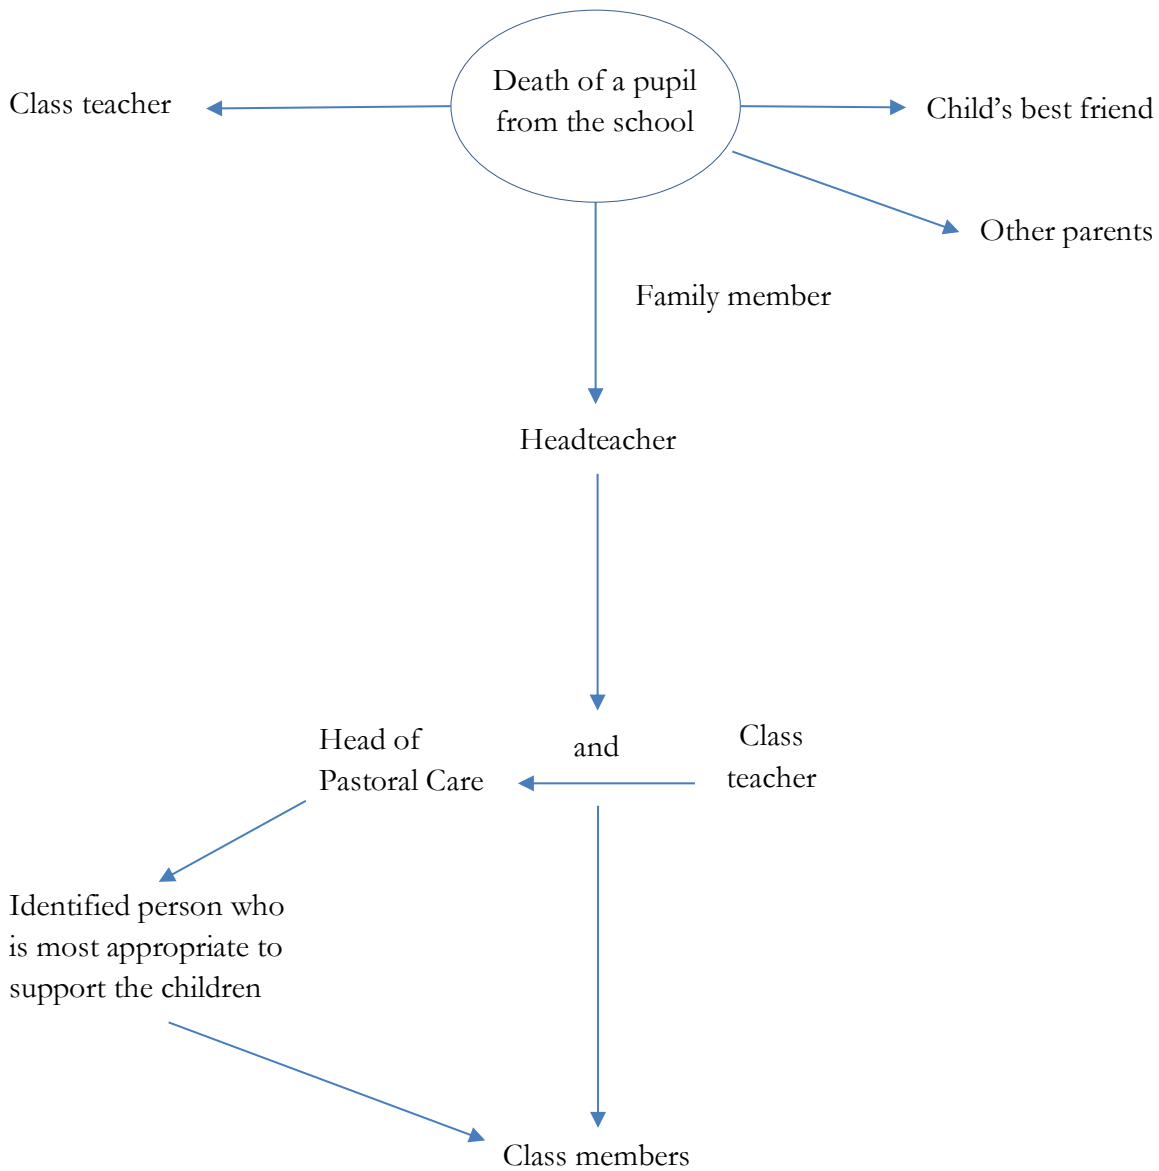 Death of a pupil
from the school
Class teacher
Child's best friend
Other parents
Family member
Headteacher
Head of
Pastoral Care
and
Class
teacher
Identified person who
is most appropriate to
support the children
Class members